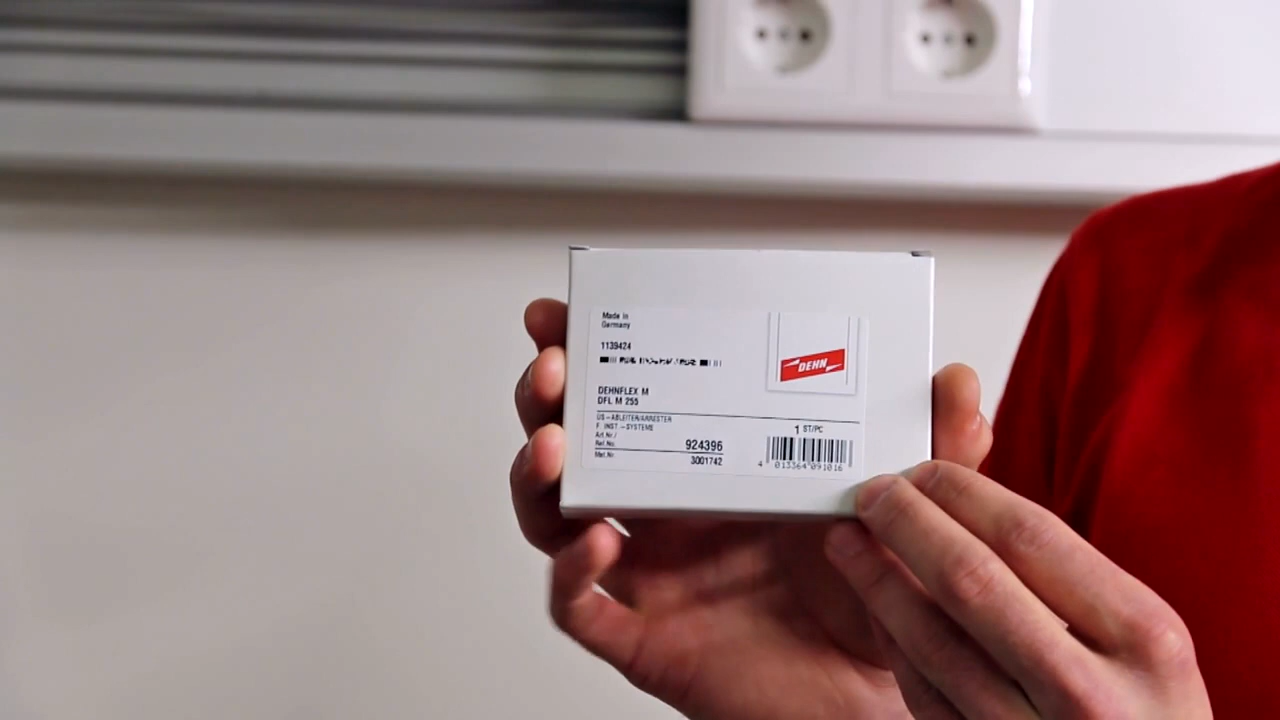 Made in
Germany
1139424
DEHN
DEHNFLEX M
DFL M 255
ÜS-ABLEITER/ARRESTER
F. INST.-SYSTEME
1 ST/PC
Art.Nr./
Ref.No. 924396
Mat.Nr 3001742
4 013364 091016